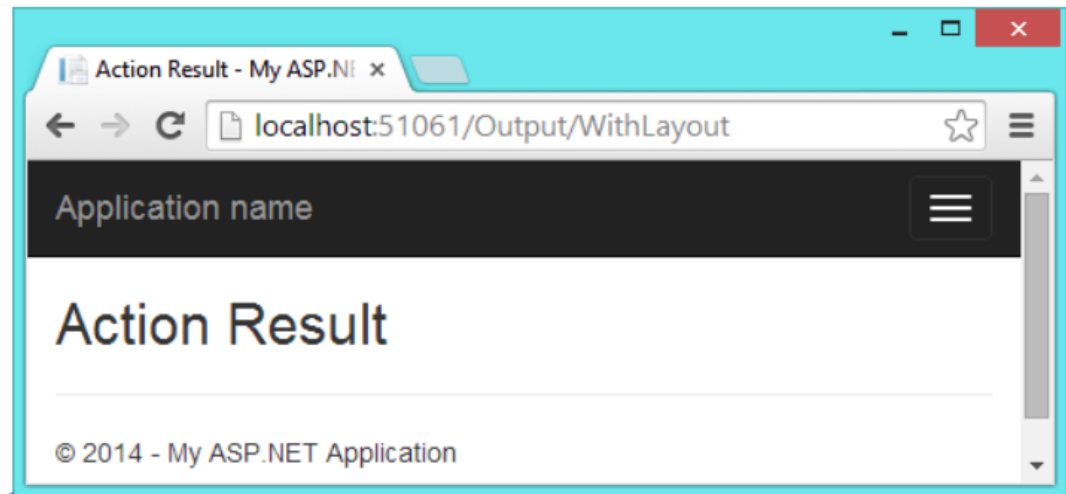 Action Result - My ASP.NE
localhost:51061/Output/WithLayout
Application name
Action Result
© 2014 - My ASP.NET Application